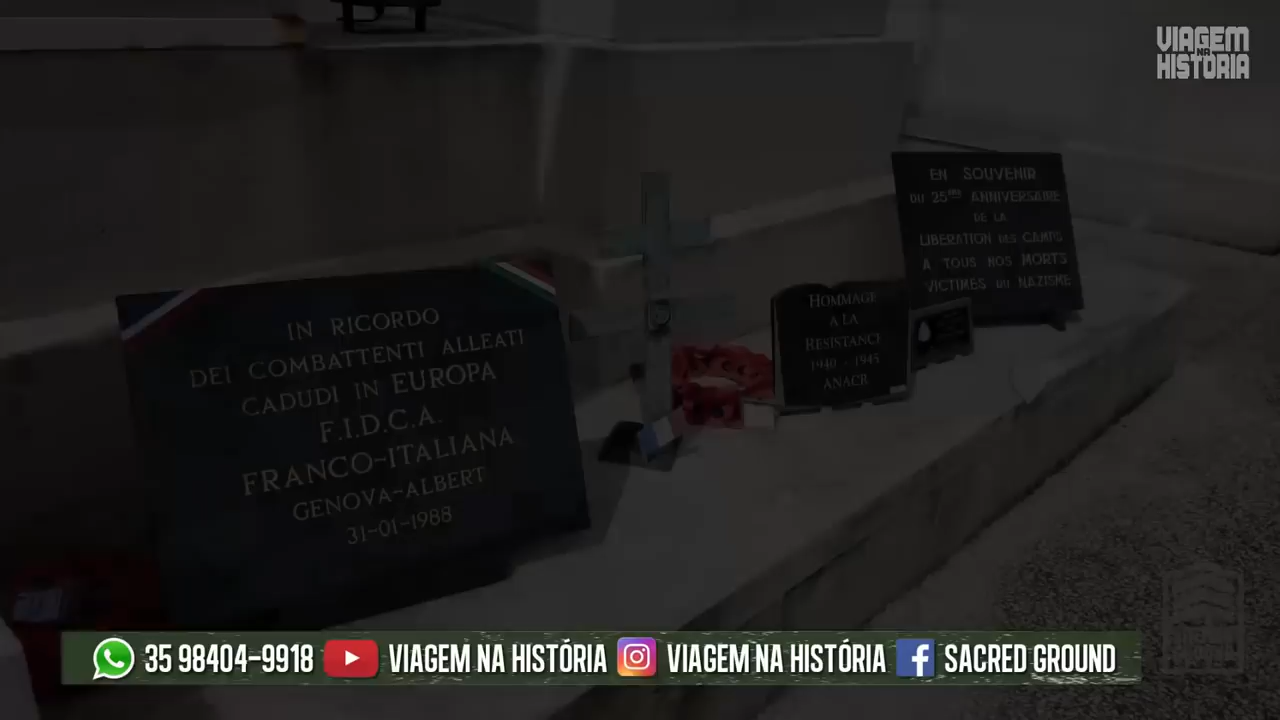 VIAGEM
NA
HISTÓRIA
EN SOUVENIR
DU 25ÈME ANNIVERSAIRE
DE LA
LIBERATION DES CAMPS
A TOUS NOS MORTS
VICTIMES DU NAZISME
HOMMAGE
A LA
RESISTANCE
1940 - 1945
ANACR
IN RICORDO
DEI COMBATTENTI ALLEATI
CADUDI IN EUROPA
F.I.D.C.A.
FRANCO-ITALIANA
GENOVA-ALBERT
31-01-1988
35 98404-9918 VIAGEM NA HISTÓRIA VIAGEM NA HISTÓRIA SACRED GROUND